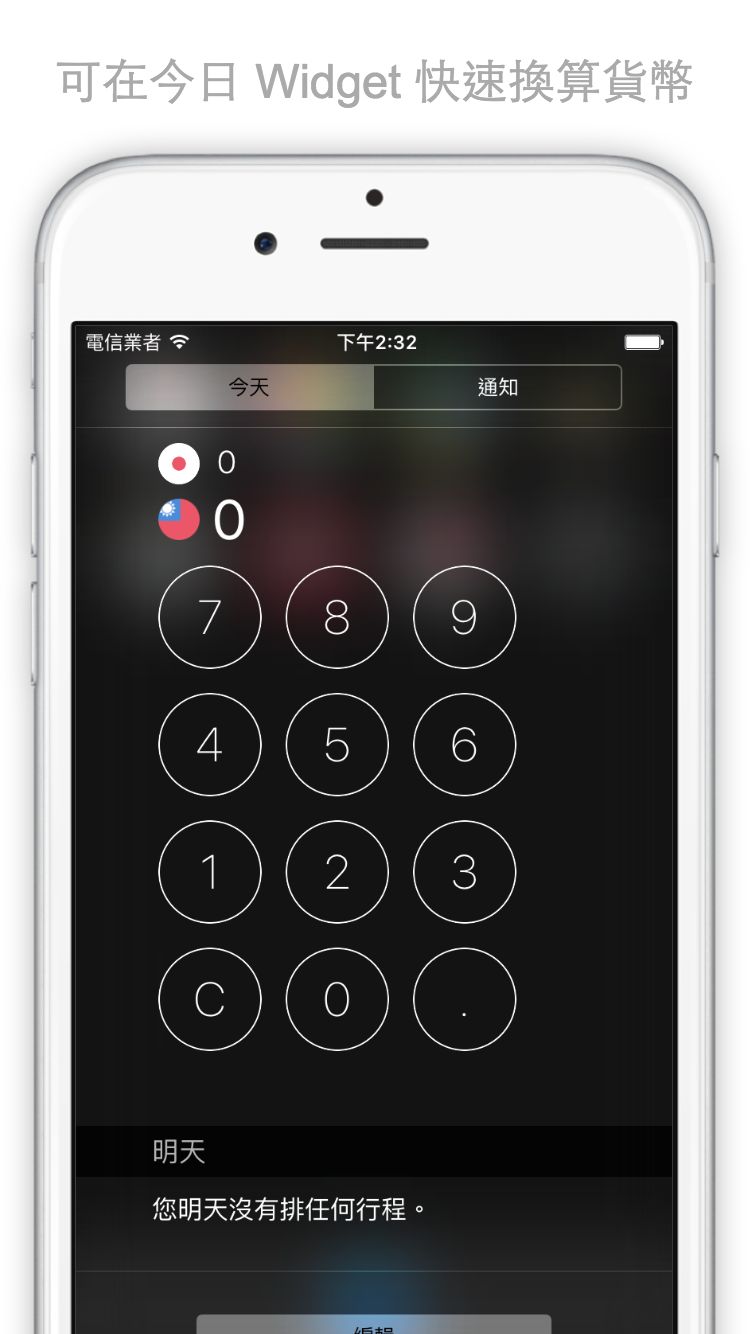 可在今日 Widget 快速換算貨幣
電信業者 下午2:32
今天 通知
0
0
7 8 9
4 5 6
1 2 3
C 0 .
明天
您明天沒有排任何行程。
編輯